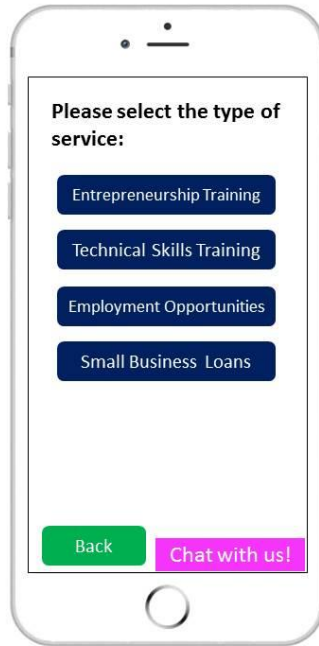 Please select the type of
service:
Entrepreneurship Training
Technical Skills Training
Employment Opportunities
Small Business Loans
Back
Chat with us!